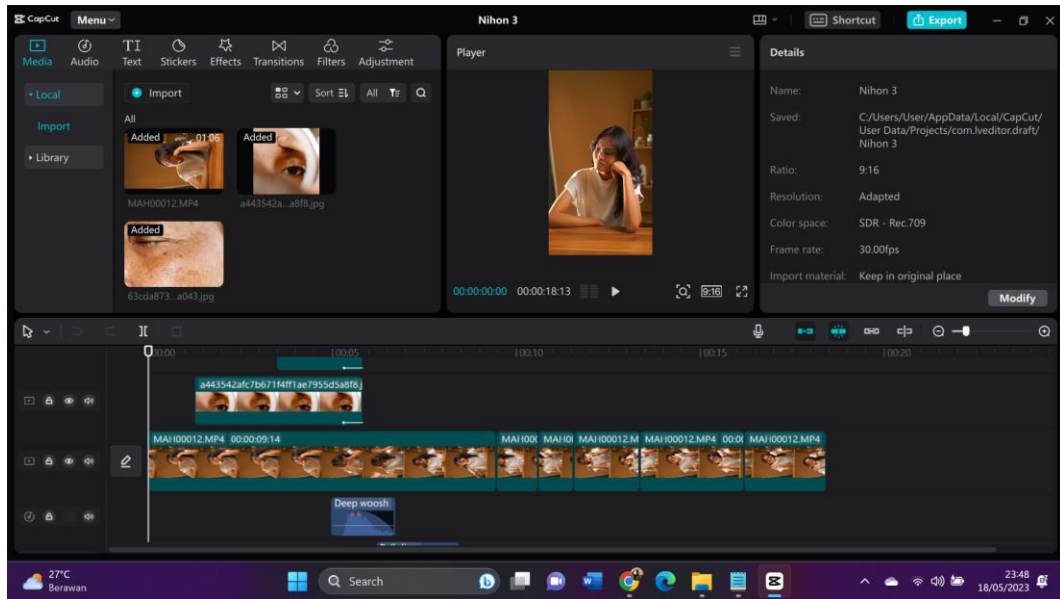 CapCut Menu Nihon 3 Shortcut Export
Media Audio Text Stickers Effects Transitions Filters Adjustment
Local
Import
Library
Import Sort All
All
Added 01:06
MAH00012.MP4
Added
a443542a...a8f8.jpg
Added
63cda873...a043.jpg
Player
00:00:00:00 00:00:18:13 9:16
Details
Name: Nihon 3
Saved: C:/Users/User/AppData/Local/CapCut/
User Data/Projects/com.lveditor.draft/
Nihon 3
Ratio: 9:16
Resolution: Adapted
Color space: SDR - Rec.709
Frame rate: 30.00fps
Import material: Keep in original place
Modify
00:00 00:05 00:10 00:15 00:20
a443542afc7b671f4ff1ae7955d5a8f8.j
MAH00012.MP4 00:00:09:14 MAH000 MAH0 MAH00012.M MAH00012.MP4 00:00 MAH00012.MP4
Deep woosh
27°C
Berawan
Search
23:48
18/05/2023